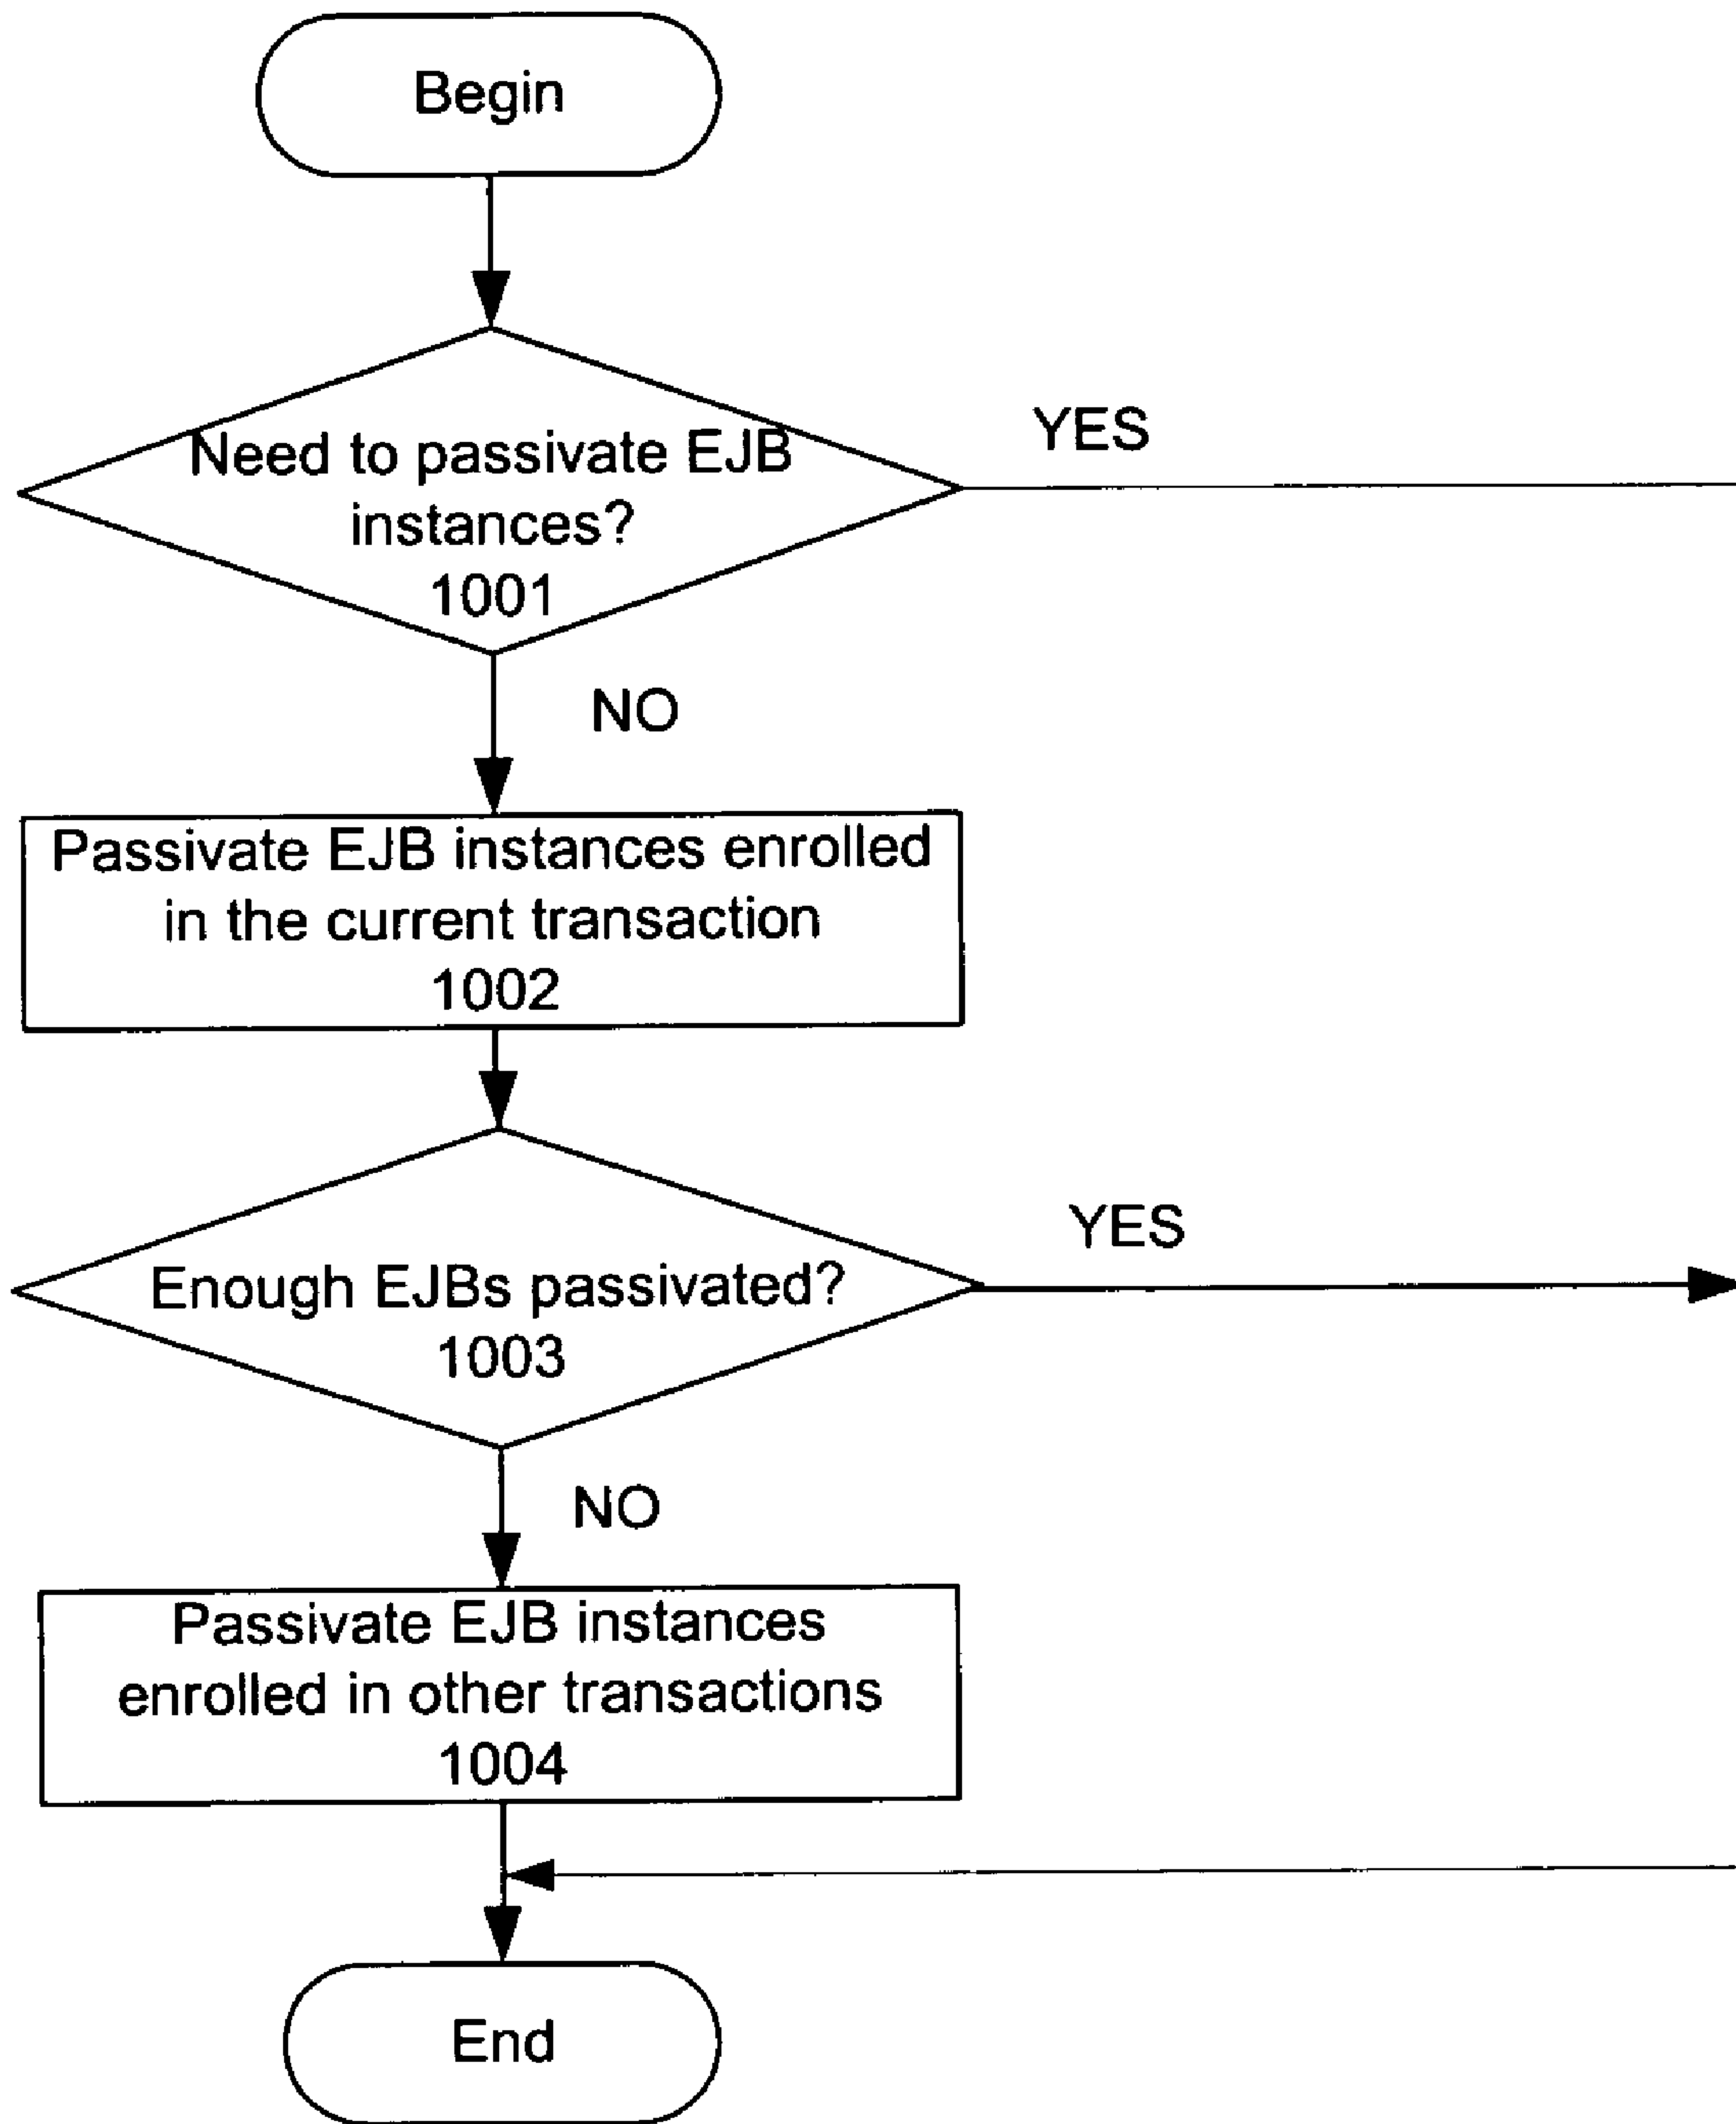 Begin
Need to passivate EJB
instances?
1001
YES
NO
Passivate EJB instances enrolled
in the current transaction
1002
Enough EJBs passivated?
1003
YES
NO
Passivate EJB instances
enrolled in other transactions
1004
End